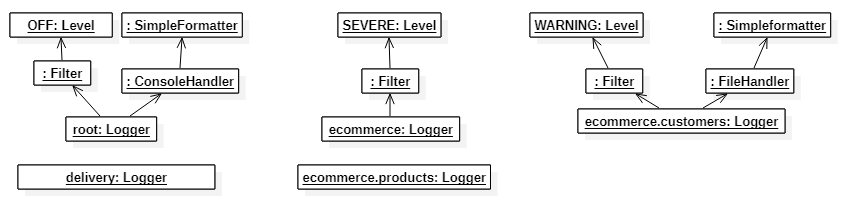 OFF: Level
: SimpleFormatter
SEVERE: Level
WARNING: Level
: Simpleformatter
: Filter
: ConsoleHandler
: Filter
: Filter
: FileHandler
root: Logger
ecommerce: Logger
ecommerce.customers: Logger
delivery: Logger
ecommerce.products: Logger